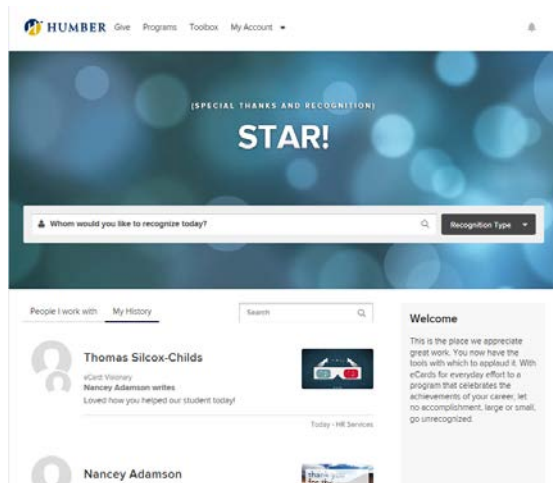 HUMBER Give Programs Toolbox My Account
[SPECIAL THANKS AND RECOGNITION]
STAR!
Whom would you like to recognize today?
Recognition Type
People I work with My History
Search
Thomas Silcox-Childs
eCard: Visionary
Nancey Adamson writes
Loved how you helped our student today!
Today - HR Services
Nancey Adamson
thank you
for the
Welcome
This is the place we appreciate
great work. You now have the
tools with which to applaud it. With
eCards for everyday effort to a
program that celebrates the
achievements of your career, let
no accomplishment, large or small,
go unrecognized.